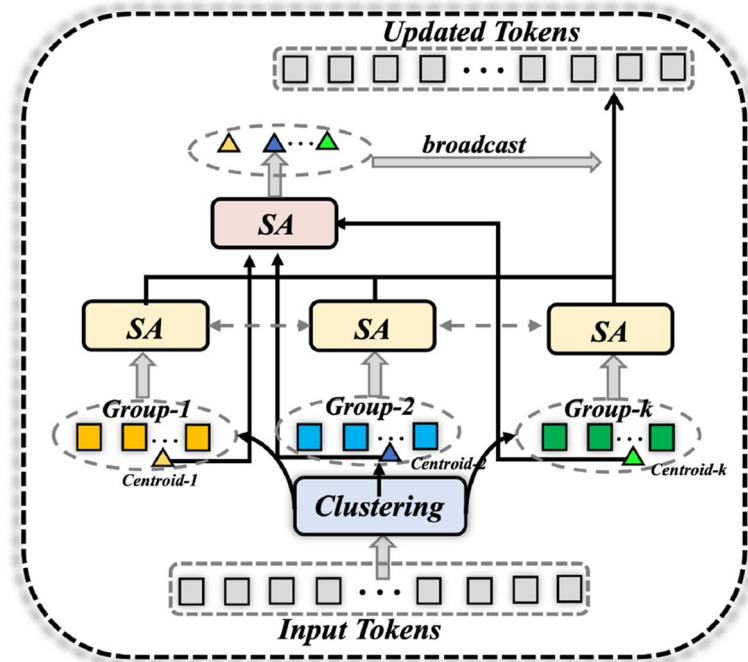 Updated Tokens
broadcast
SA
SA
SA
SA
Group-1
Group-2
Group-k
Centroid-1
Centroid-2
Centroid-k
Clustering
Input Tokens